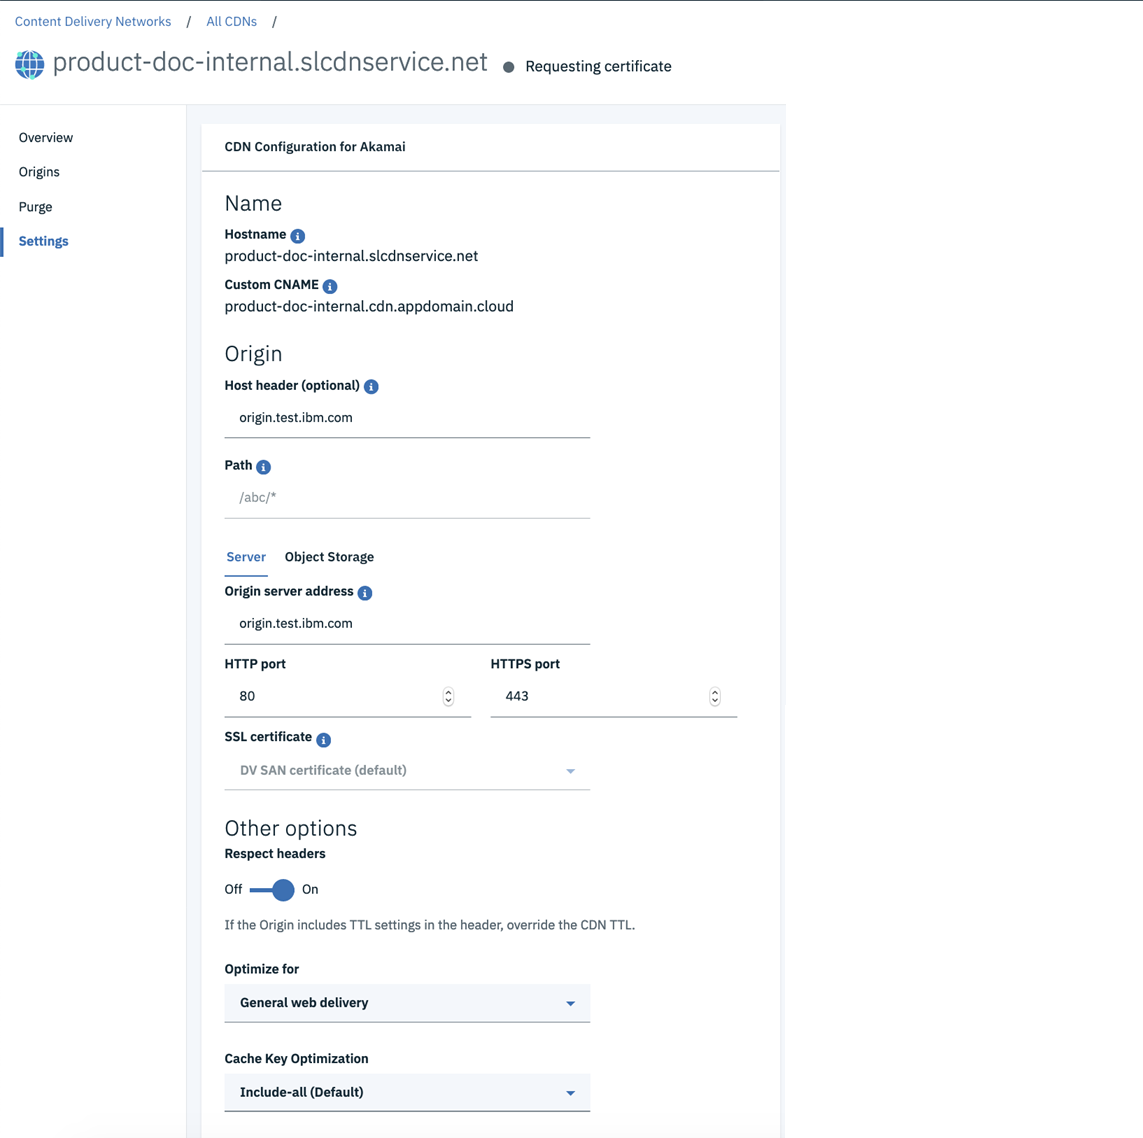 Content Delivery Networks / All CDNs /
product-doc-internal.slcdnservice.net Requesting certificate
Overview
Origins
Purge
Settings
CDN Configuration for Akamai
Name
Hostname
product-doc-internal.slcdnservice.net
Custom CNAME
product-doc-internal.cdn.appdomain.cloud
Origin
Host header (optional)
origin.test.ibm.com
Path
/abc/*
Server Object Storage
Origin server address
origin.test.ibm.com
HTTP port HTTPS port
80 443
SSL certificate
DV SAN certificate (default)
Other options
Respect headers
Off On
If the Origin includes TTL settings in the header, override the CDN TTL.
Optimize for
General web delivery
Cache Key Optimization
Include-all (Default)